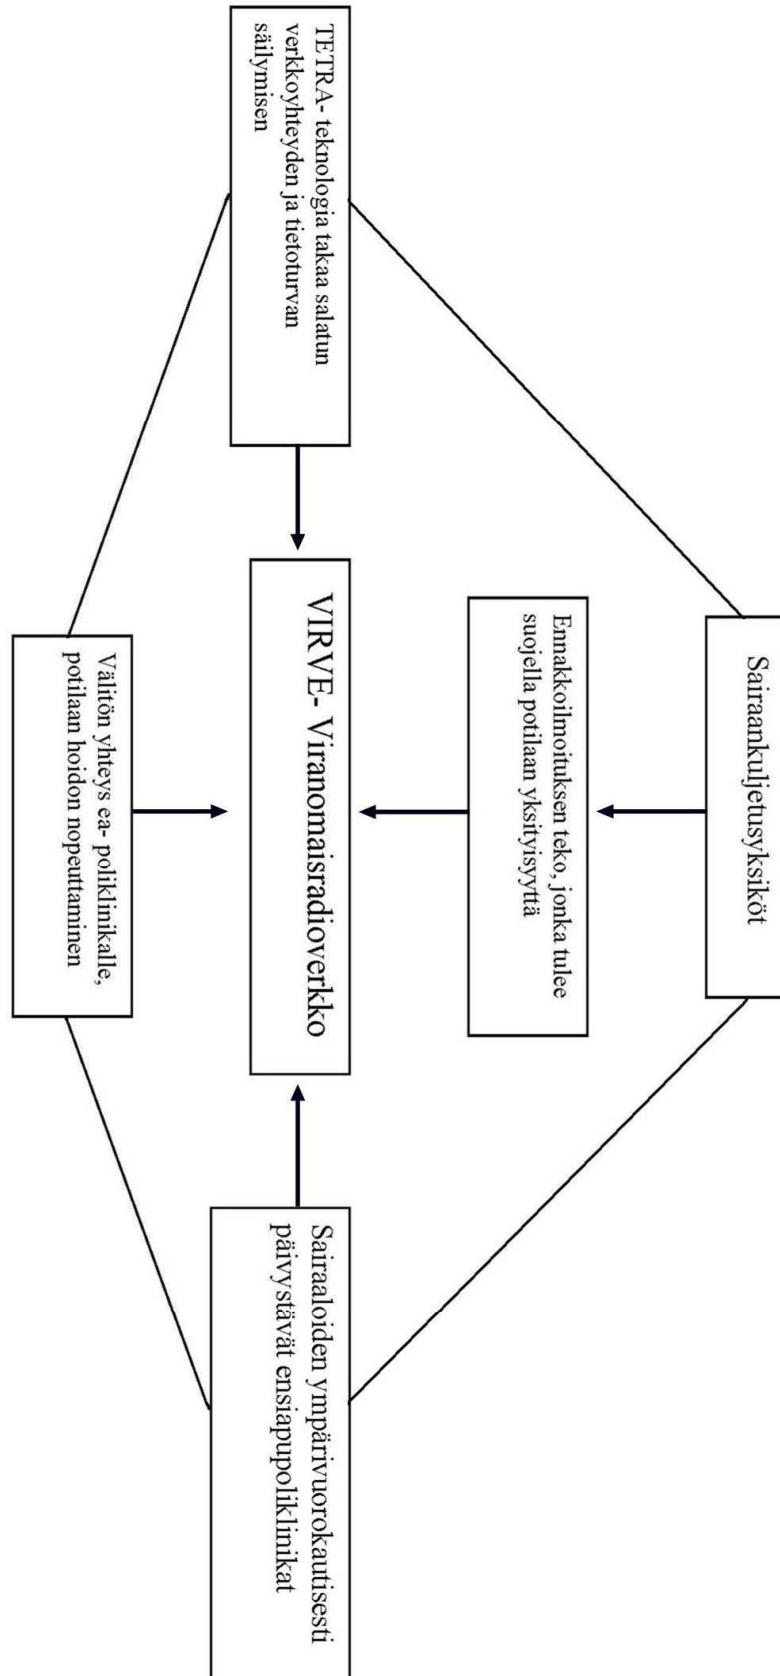 Sairaankuljetusyksiköt
Ennakkoilmoituksen teko, jonka tulee
suojella potilaan yksityisyyttä
TETRA- teknologia takaa salatun
verkkoyhteyden ja tietoturvan
säilymisen
VIRVE- Viranomaisradioverkko
Sairaaloiden ympärivuorokautisesti
päivystävät ensiapupoliklinikat
Välitön yhteys ea- poliklinikalle,
potilaan hoidon nopeuttaminen